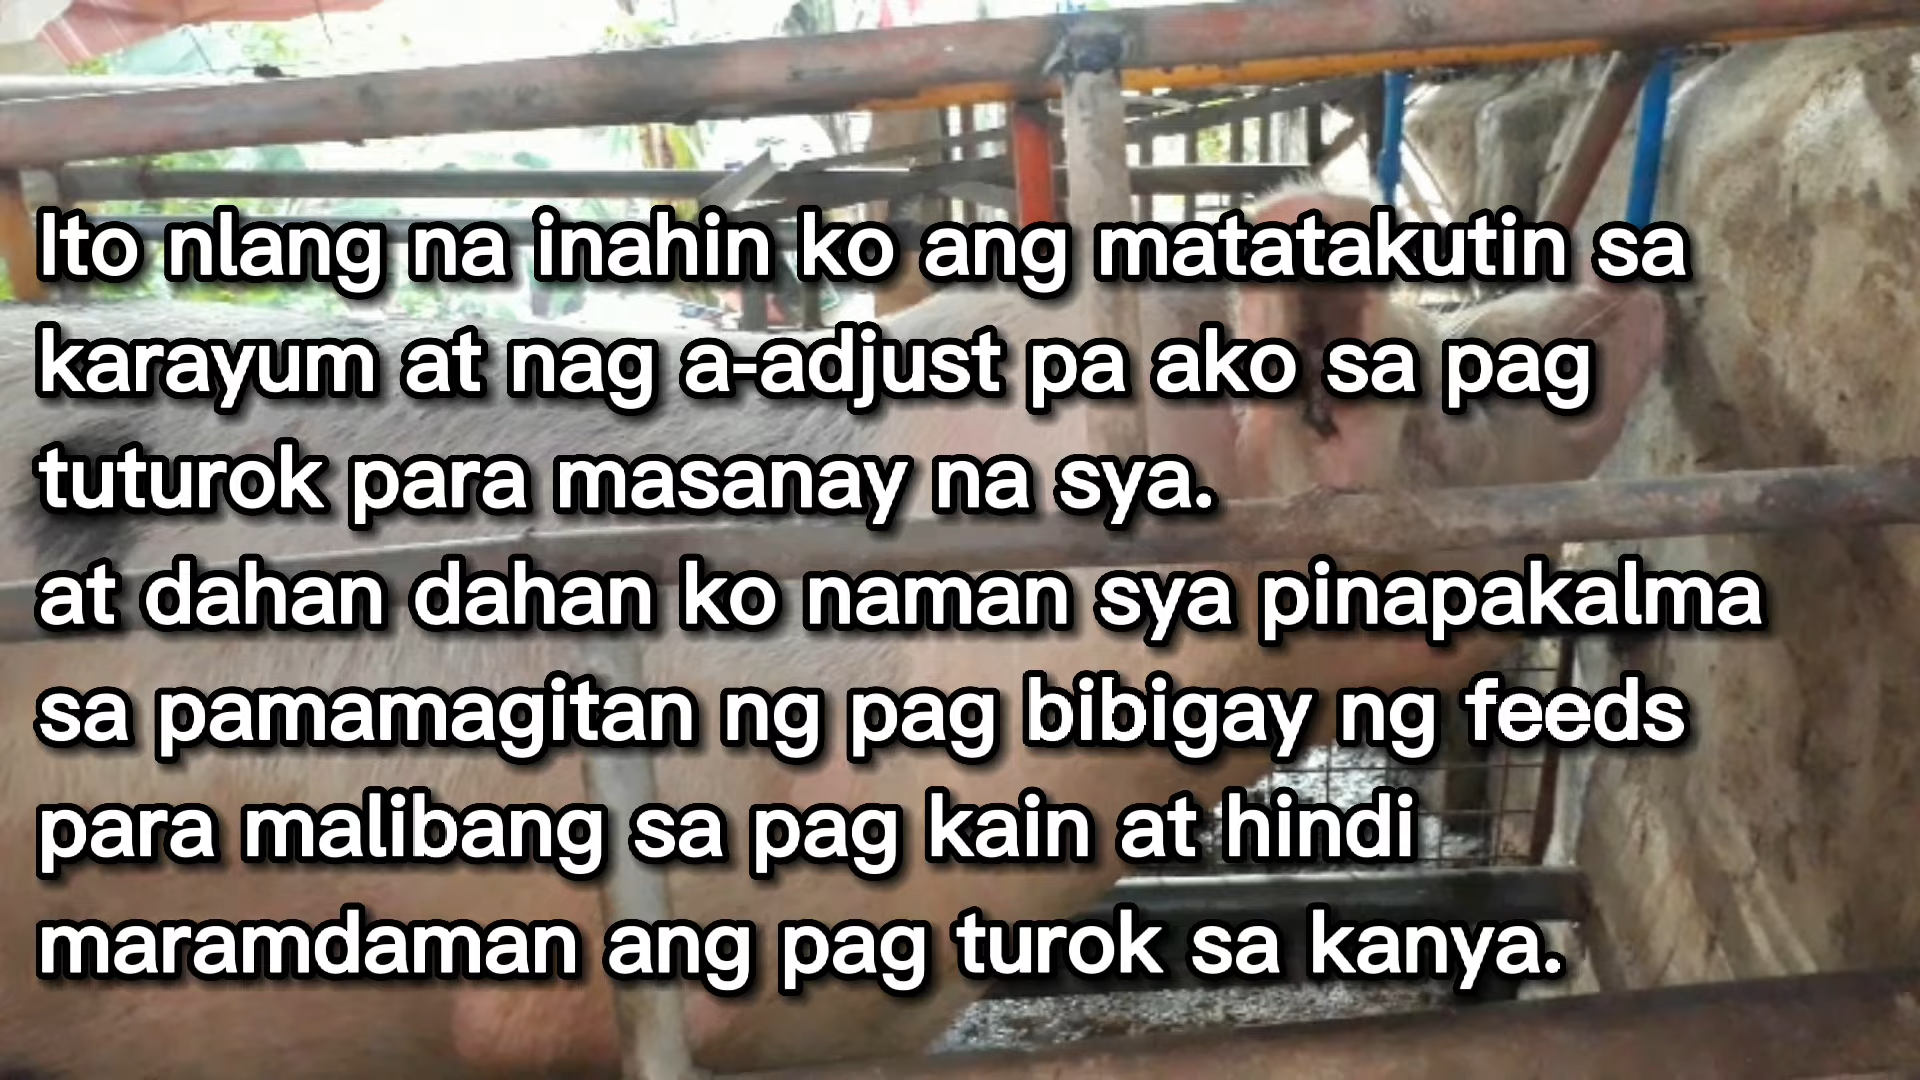 Ito nlang na inahin ko ang matatakutin sa
karayum at nag a-adjust pa ako sa pag
tuturok para masanay na sya.
at dahan dahan ko naman sya pinapakalma
sa pamamagitan ng pag bibigay ng feeds
para malibang sa pag kain at hindi
maramdaman ang pag turok sa kanya.